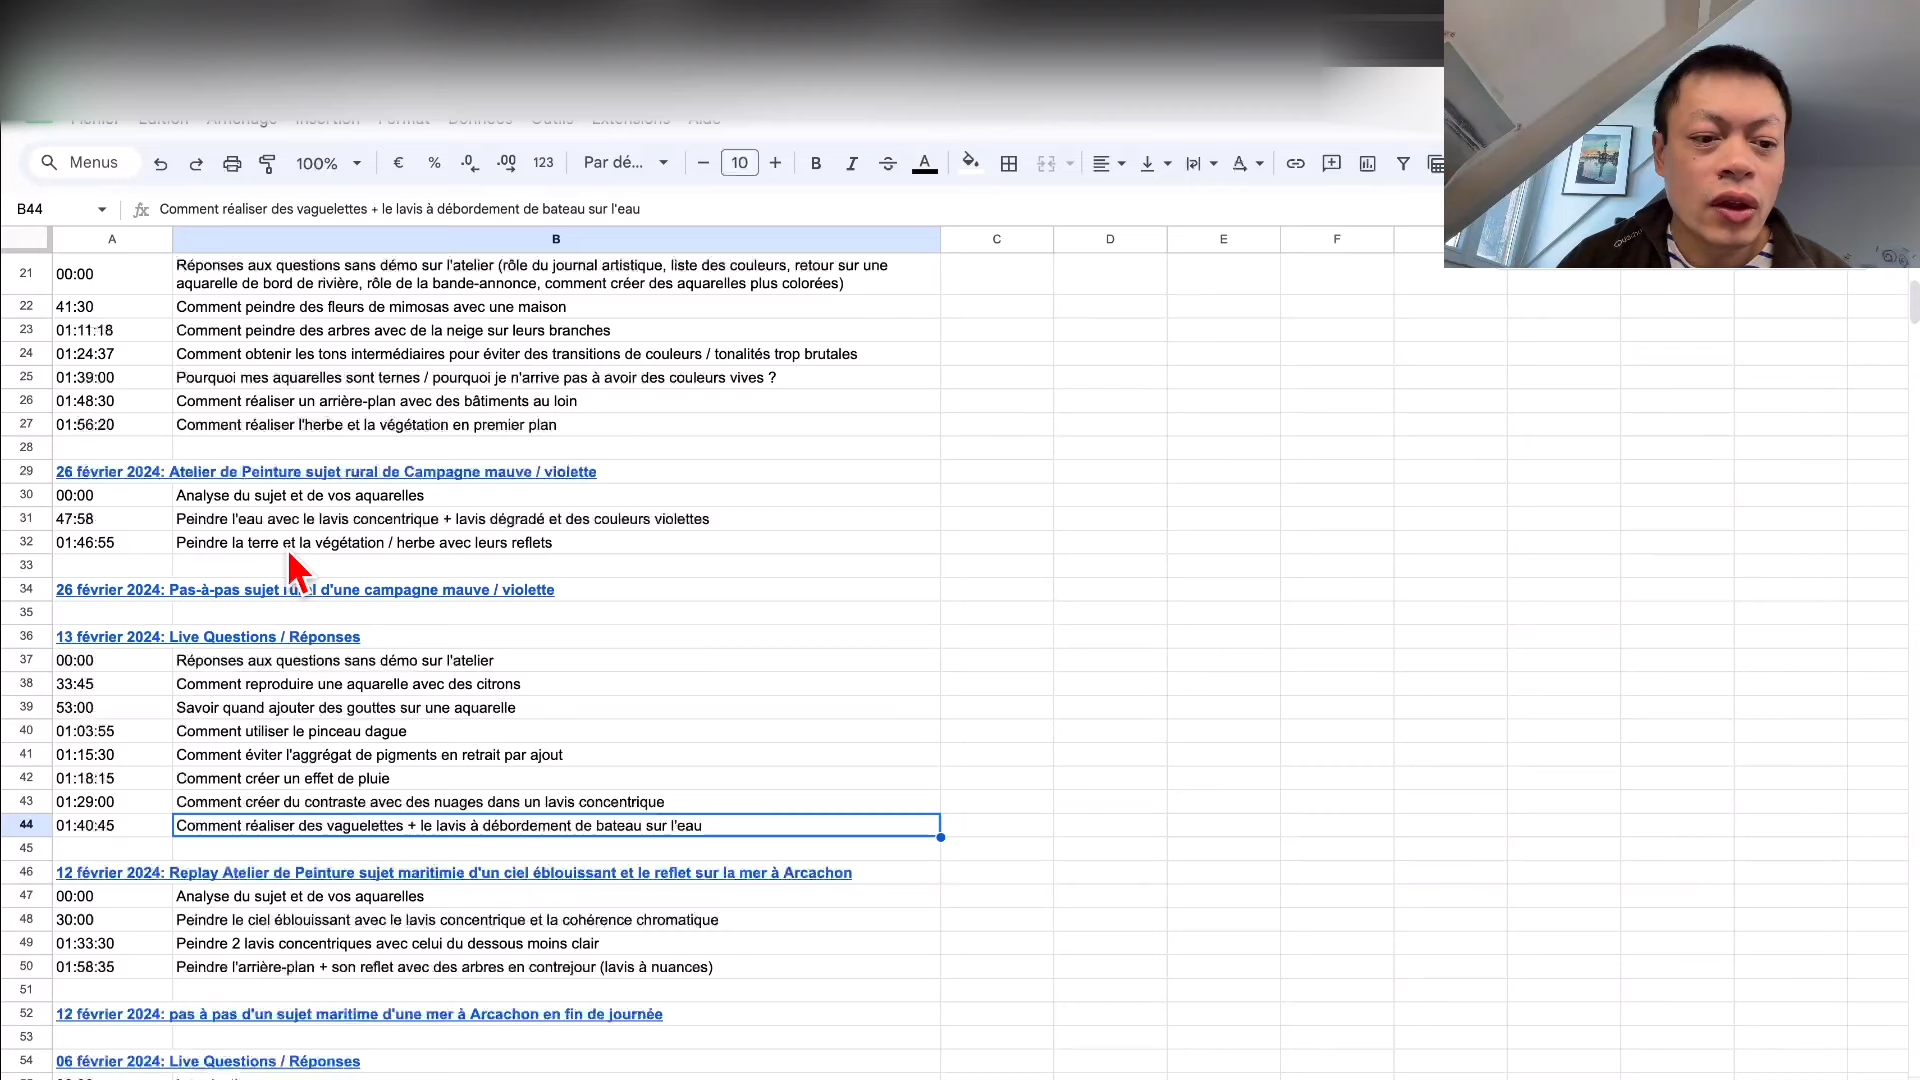 Fichier Edition Affichage Insertion Format Données Outils Extensions Aide
Menus 100% € % .0 .00 123 Par dé... 10 B I A
B44 fx Comment réaliser des vaguelettes + le lavis à débordement de bateau sur l'eau
A B C D E F
21 00:00 Réponses aux questions sans démo sur l'atelier (rôle du journal artistique, liste des couleurs, retour sur une
aquarelle de bord de rivière, rôle de la bande-annonce, comment créer des aquarelles plus colorées)
22 41:30 Comment peindre des fleurs de mimosas avec une maison
23 01:11:18 Comment peindre des arbres avec de la neige sur leurs branches
24 01:24:37 Comment obtenir les tons intermédiaires pour éviter des transitions de couleurs / tonalités trop brutales
25 01:39:00 Pourquoi mes aquarelles sont ternes / pourquoi je n'arrive pas à avoir des couleurs vives ?
26 01:48:30 Comment réaliser un arrière-plan avec des bâtiments au loin
27 01:56:20 Comment réaliser l'herbe et la végétation en premier plan
28
29 26 février 2024: Atelier de Peinture sujet rural de Campagne mauve / violette
30 00:00 Analyse du sujet et de vos aquarelles
31 47:58 Peindre l'eau avec le lavis concentrique + lavis dégradé et des couleurs violettes
32 01:46:55 Peindre la terre et la végétation / herbe avec leurs reflets
33
34 26 février 2024: Pas-à-pas sujet rural d'une campagne mauve / violette
35
36 13 février 2024: Live Questions / Réponses
37 00:00 Réponses aux questions sans démo sur l'atelier
38 33:45 Comment reproduire une aquarelle avec des citrons
39 53:00 Savoir quand ajouter des gouttes sur une aquarelle
40 01:03:55 Comment utiliser le pinceau dague
41 01:15:30 Comment éviter l'aggrégat de pigments en retrait par ajout
42 01:18:15 Comment créer un effet de pluie
43 01:29:00 Comment créer du contraste avec des nuages dans un lavis concentrique
44 01:40:45 Comment réaliser des vaguelettes + le lavis à débordement de bateau sur l'eau
45
46 12 février 2024: Replay Atelier de Peinture sujet maritimie d'un ciel éblouissant et le reflet sur la mer à Arcachon
47 00:00 Analyse du sujet et de vos aquarelles
48 30:00 Peindre le ciel éblouissant avec le lavis concentrique et la cohérence chromatique
49 01:33:30 Peindre 2 lavis concentriques avec celui du dessous moins clair
50 01:58:35 Peindre l'arrière-plan + son reflet avec des arbres en contrejour (lavis à nuances)
51
52 12 février 2024: pas à pas d'un sujet maritime d'une mer à Arcachon en fin de journée
53
54 06 février 2024: Live Questions / Réponses